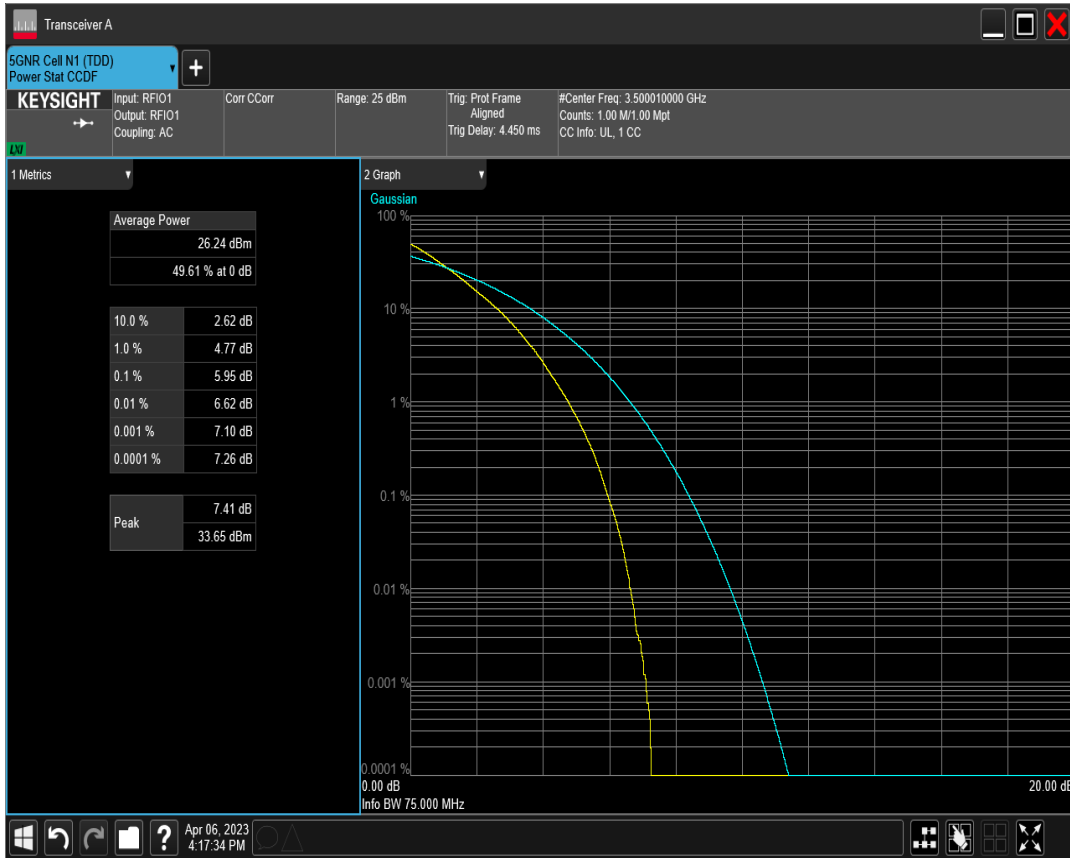 Transceiver A
5GNR Cell N1 (TDD)
Power Stat CCDF
KEYSIGHT
LXI
Input: RFIO1
Output: RFIO1
Coupling: AC
Corr CCorr
Range: 25 dBm
Trig: Prot Frame
Aligned
Trig Delay: 4.450 ms
#Center Freq: 3.500010000 GHz
Counts: 1.00 M/1.00 Mpt
CC Info: UL, 1 CC
1 Metrics
Average Power
26.24 dBm
49.61 % at 0 dB
10.0 % 2.62 dB
1.0 % 4.77 dB
0.1 % 5.95 dB
0.01 % 6.62 dB
0.001 % 7.10 dB
0.0001 % 7.26 dB
Peak
7.41 dB
33.65 dBm
2 Graph
Gaussian
100 %
10 %
1 %
0.1 %
0.01 %
0.001 %
0.0001 %
0.00 dB 20.00 dB
Info BW 75.000 MHz
? Apr 06, 2023
4:17:34 PM